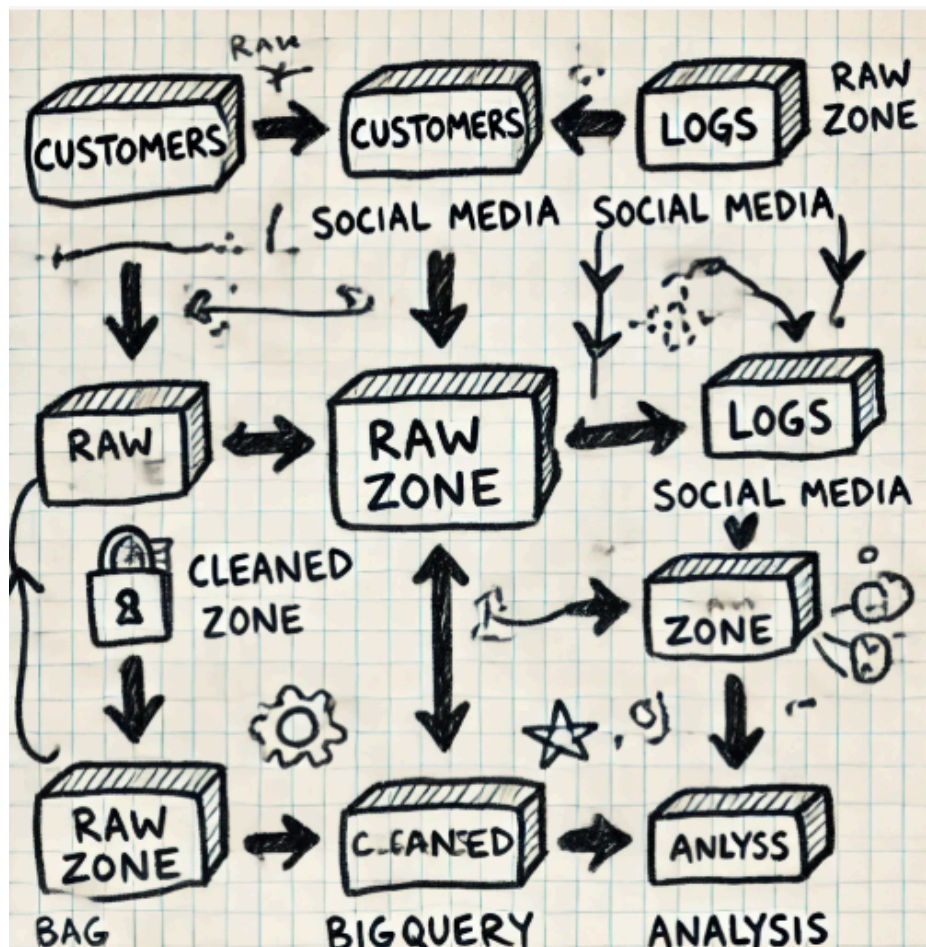 RAW
CUSTOMERS
CUSTOMERS
LOGS
RAW
ZONE
SOCIAL MEDIA
SOCIAL MEDIA
RAW
RAW
ZONE
LOGS
SOCIAL MEDIA
CLEANED
ZONE
ZONE
RAW
ZONE
C_EANSED
ANLYSS
BAG
BIGQUERY
ANALYSIS